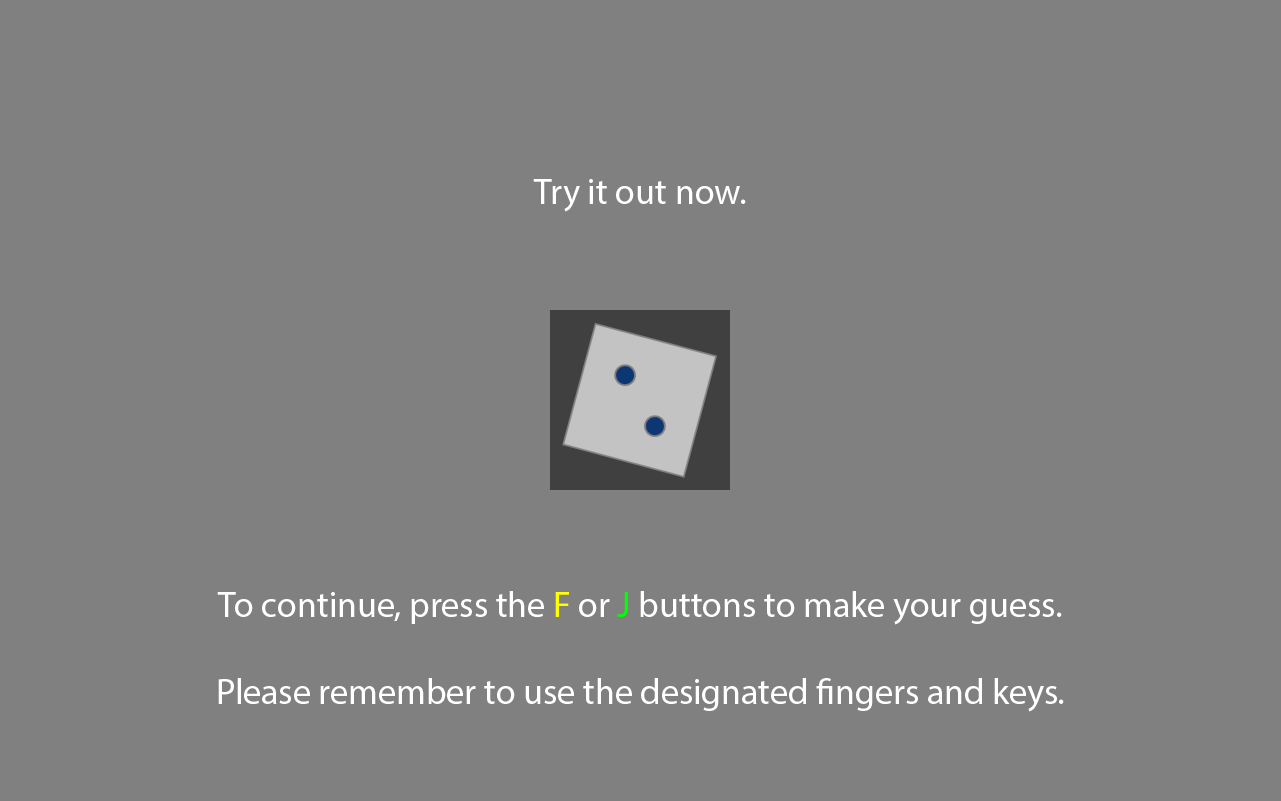 Try it out now.
To continue, press the F or J buttons to make your guess.
Please remember to use the designated fingers and keys.